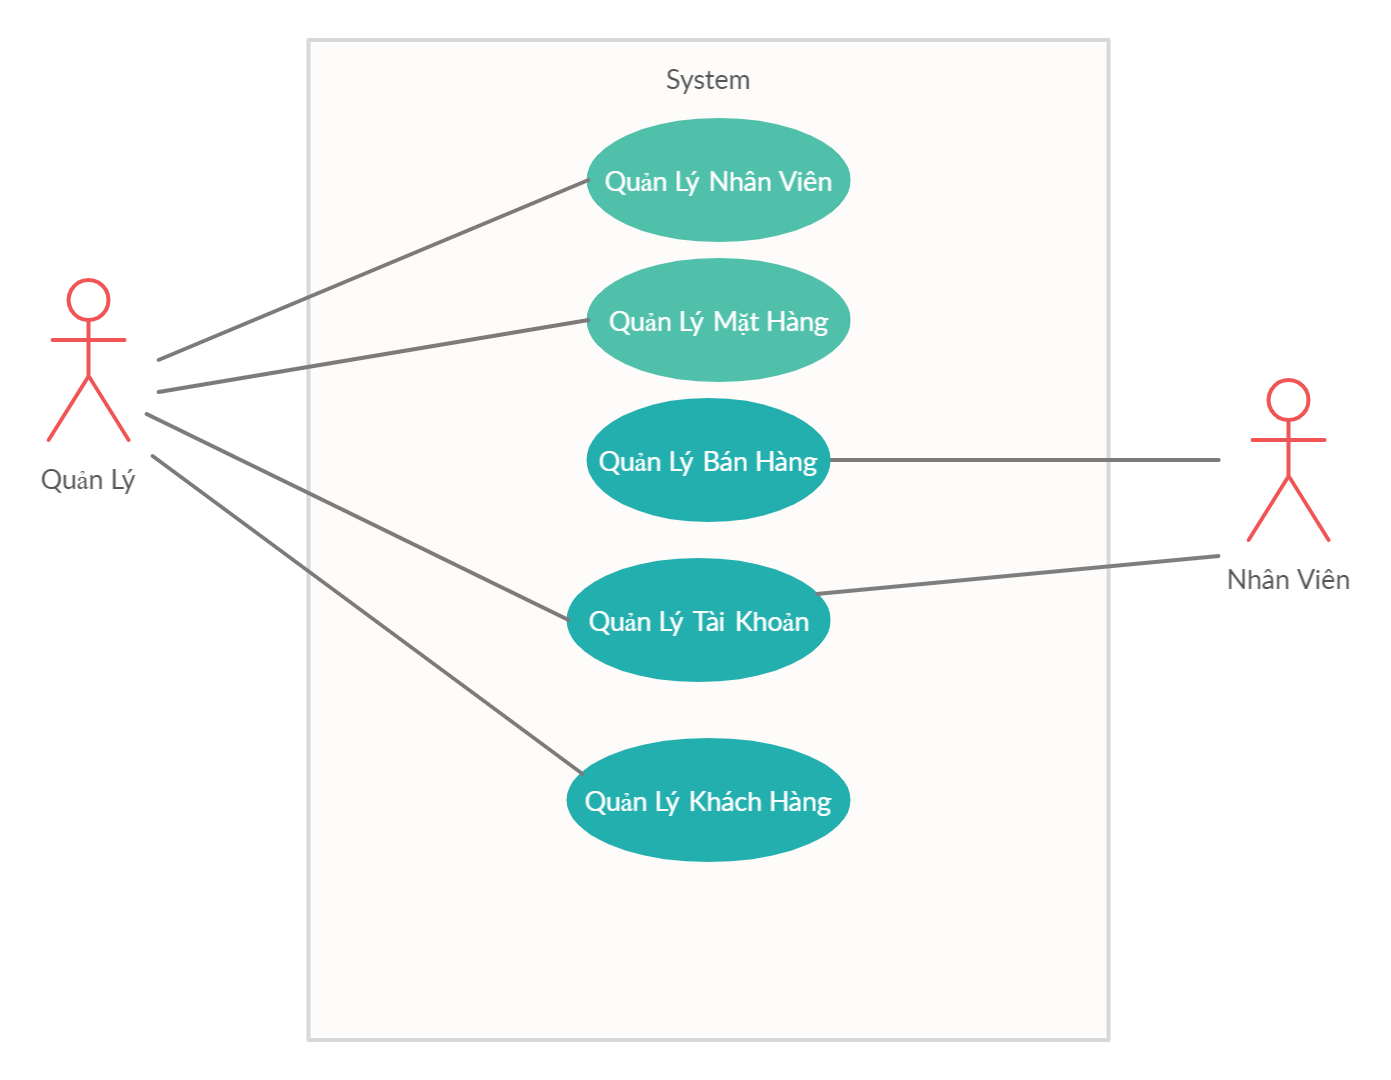 System
Quản Lý Nhân Viên
Quản Lý Mặt Hàng
Quản Lý Bán Hàng
Quản Lý
Quản Lý Tài Khoản
Nhân Viên
Quản Lý Khách Hàng